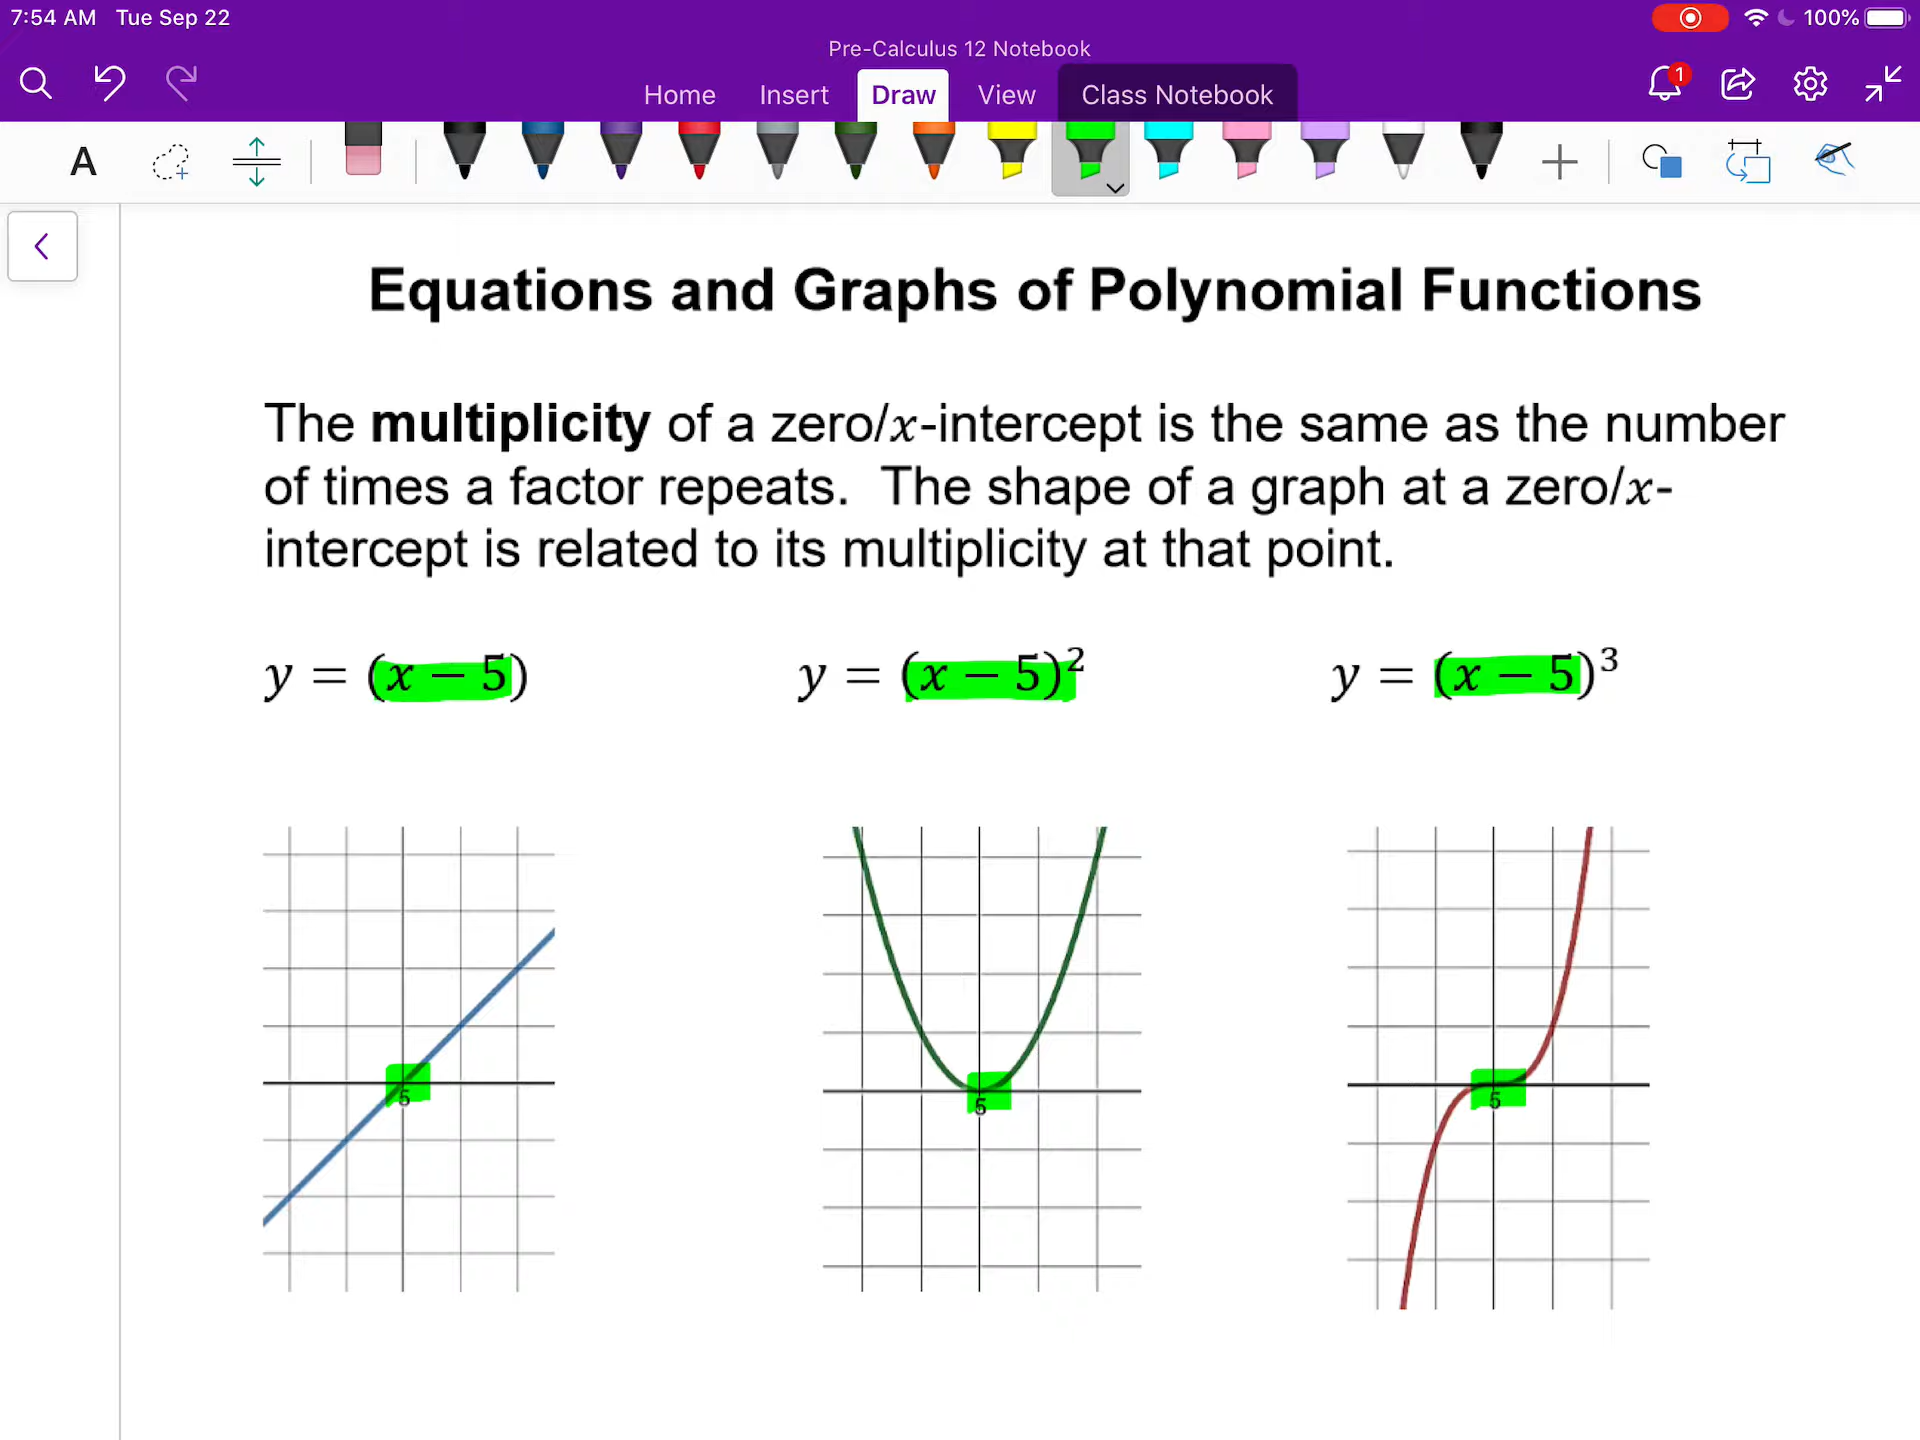 7:54 AM Tue Sep 22
100%
Pre-Calculus 12 Notebook
Home Insert Draw View Class Notebook
1
A
Equations and Graphs of Polynomial Functions
The multiplicity of a zero/x-intercept is the same as the number
of times a factor repeats. The shape of a graph at a zero/x-
intercept is related to its multiplicity at that point.
y = (x − 5) y = (x − 5)² y = (x − 5)³
5 5 5